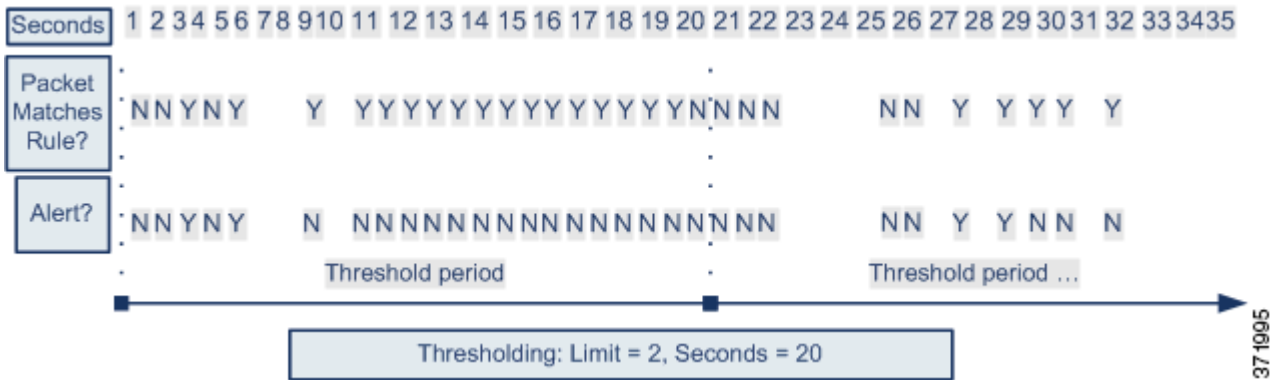 Seconds 1 2 3 4 5 6 7 8 9 10 11 12 13 14 15 16 17 18 19 20 21 22 23 24 25 26 27 28 29 30 31 32 33 34 35
Packet
Matches
Rule?
N N Y N Y Y Y Y Y Y Y Y Y Y Y Y Y Y Y Y N N N N N N Y Y Y Y Y
Alert?
N N Y N Y N N N N N N N N N N N N N N N N N N N N N Y Y N N N
Threshold period
Threshold period ...
Thresholding: Limit = 2, Seconds = 20
371995